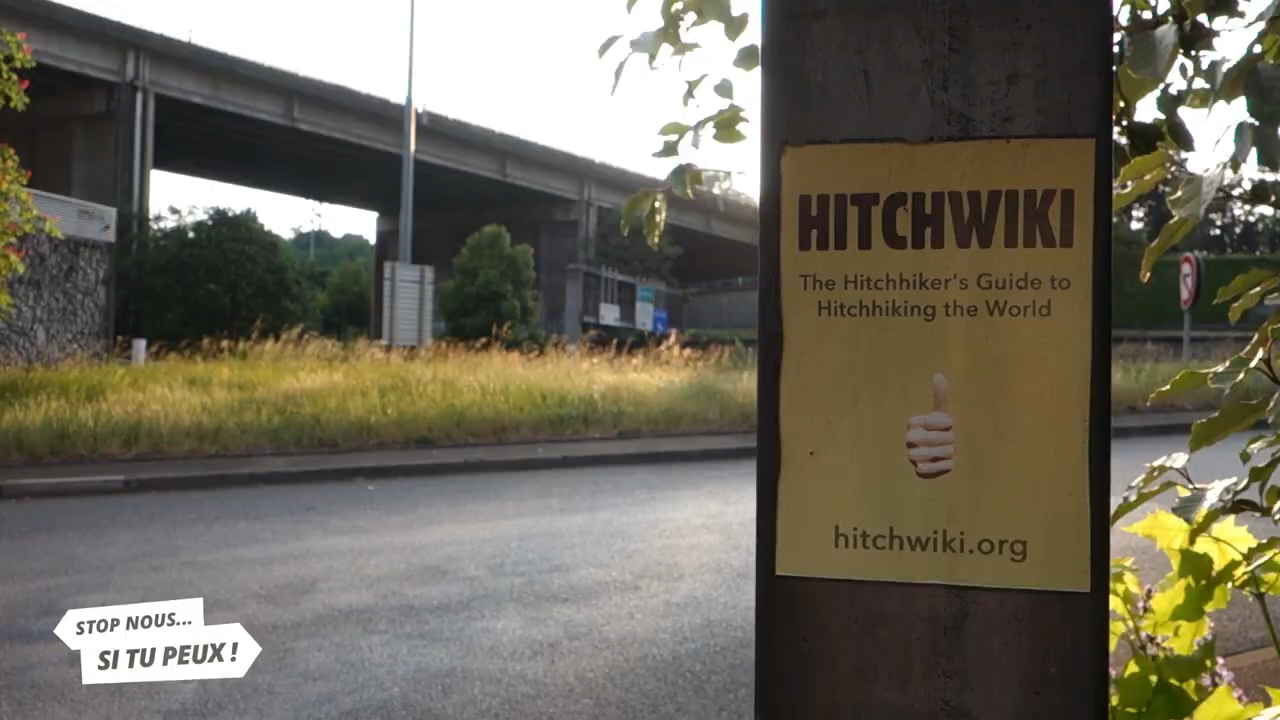 HITCHWIKI
The Hitchhiker's Guide to
Hitchhiking the World
hitchwiki.org
STOP NOUS...
SI TU PEUX !